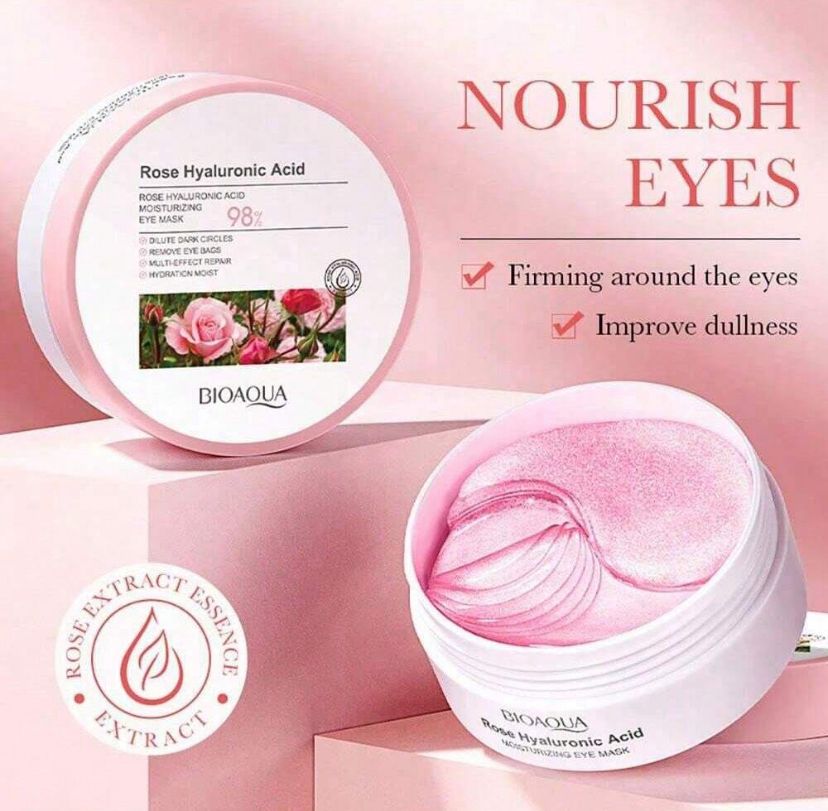 Rose Hyaluronic Acid
ROSE HYALURONIC ACID
MOISTURIZING
EYE MASK 98%
DILUTE DARK CIRCLES
REMOVE EYE BAGS
MULTI-EFFECT REPAIR
HYDRATION MOIST
BIOAQUA
NOURISH
EYES
Firming around the eyes
Improve dullness
ROSE EXTRACT ESSENCE
EXTRACT
BIOAQUA
Rose Hyaluronic Acid
MOISTURIZING EYE MASK